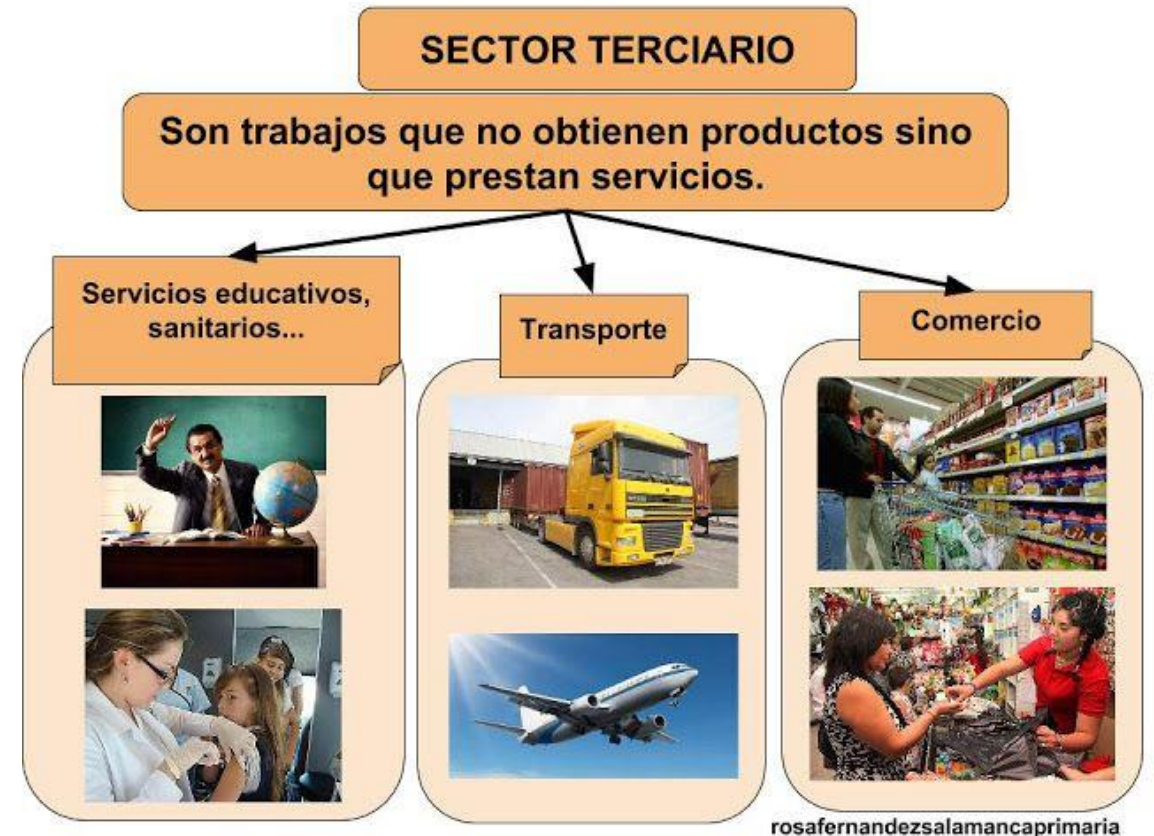 SECTOR TERCIARIO
Son trabajos que no obtienen productos sino
que prestan servicios.
Servicios educativos,
sanitarios...
Transporte
Comercio
rosafernandezsalamancaprimaria